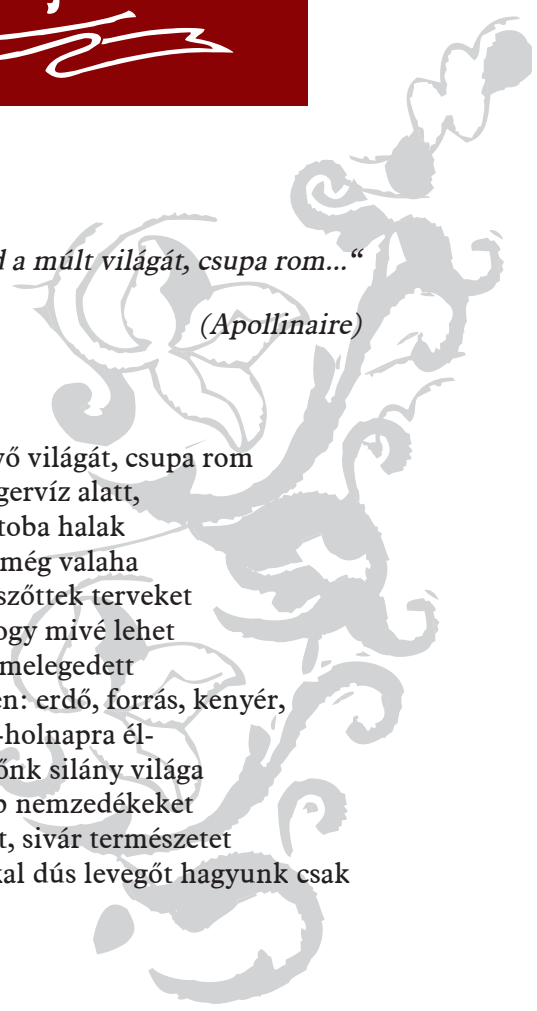 d a múlt világát, csupa rom...“
(Apollinaire)
vő világát, csupa rom
gervíz alatt,
toba halak
még valaha
szőttek terveket
ogy mivé lehet
melegedett
en: erdő, forrás, kenyér,
-holnapra él-
őnk silány világa
b nemzedékeket
t, sivár természetet
kal dús levegőt hagyunk csak